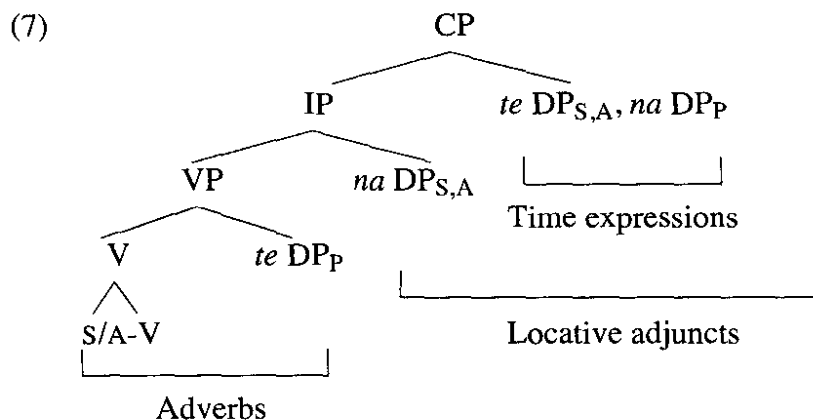 (7) CP
IP te DPS,A, na DPP
VP na DPS,A
Time expressions
V te DPP
S/A-V Locative adjuncts
Adverbs